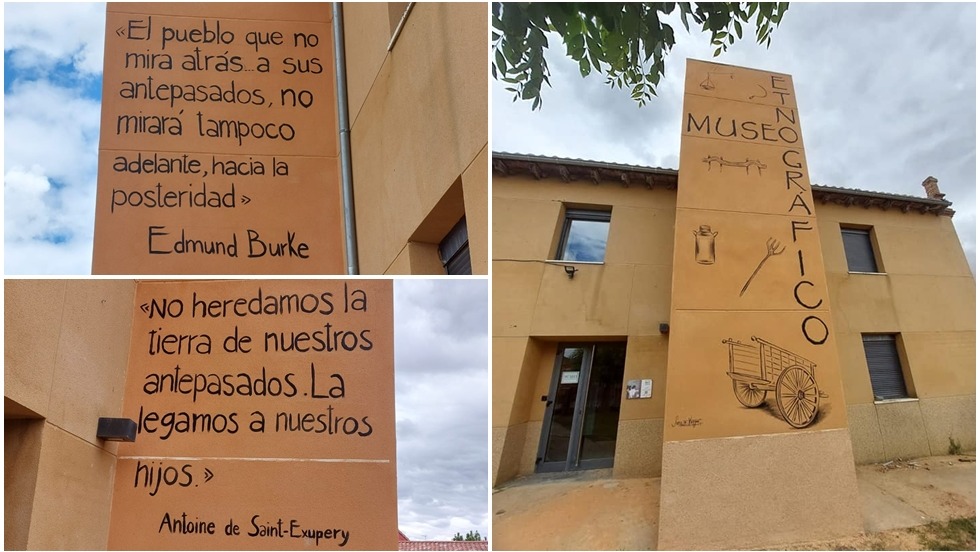 «El pueblo que no
mira atrás... a sus
antepasados, no
mirará tampoco
adelante, hacia la
posteridad»
Edmund Burke
«No heredamos la
tierra de nuestros
antepasados. La
legamos a nuestros
hijos.»
Antoine de Saint-Exupery
MUSEO
ETNOGRÁFICO